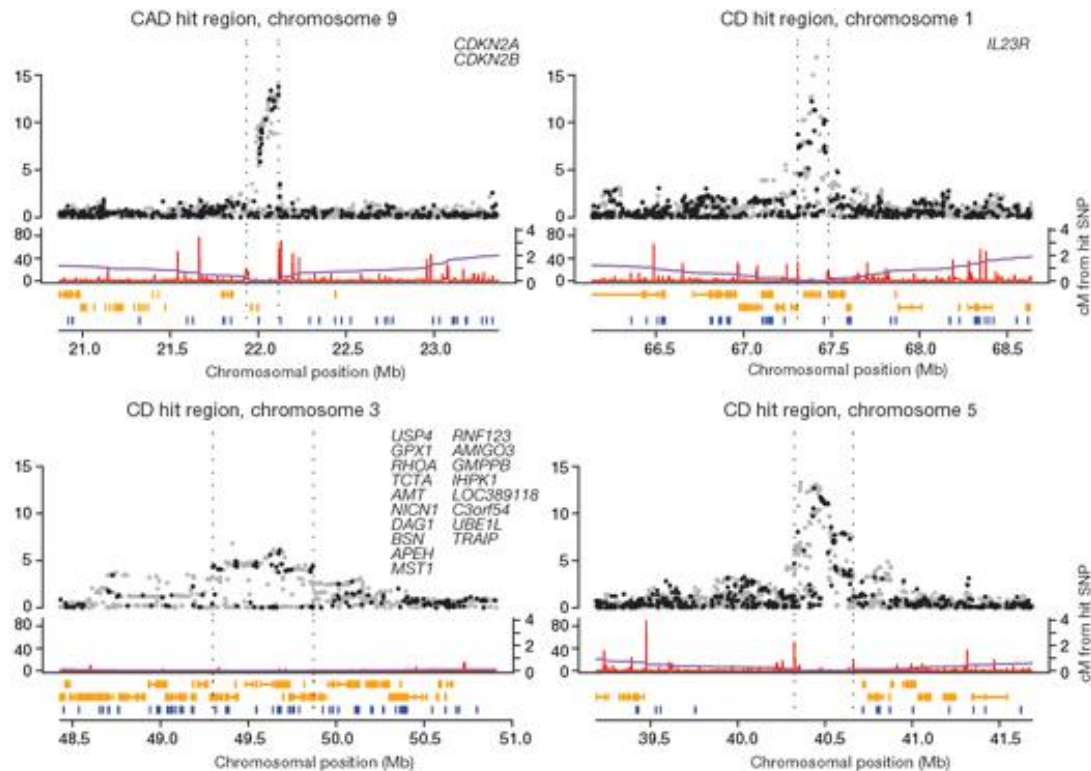 CAD hit region, chromosome 9
CDKN2A
CDKN2B
15
10
5
0
80
40
0
4
2
0
cM from hit SNP
21.0 21.5 22.0 22.5 23.0
Chromosomal position (Mb)
CD hit region, chromosome 1
IL23R
15
10
5
0
80
40
0
4
2
0
cM from hit SNP
66.5 67.0 67.5 68.0 68.5
Chromosomal position (Mb)
CD hit region, chromosome 3
USP4 RNF123
GPX1 AMIGO3
RHOA GMPPB
TCTA IHPK1
AMT LOC389118
NICN1 C3orf54
DAG1 UBE1L
BSN TRAIP
APEH
MST1
15
10
5
0
80
40
0
4
2
0
48.5 49.0 49.5 50.0 50.5 51.0
Chromosomal position (Mb)
CD hit region, chromosome 5
15
10
5
0
80
40
0
4
2
0
cM from hit SNP
39.5 40.0 40.5 41.0 41.5
Chromosomal position (Mb)